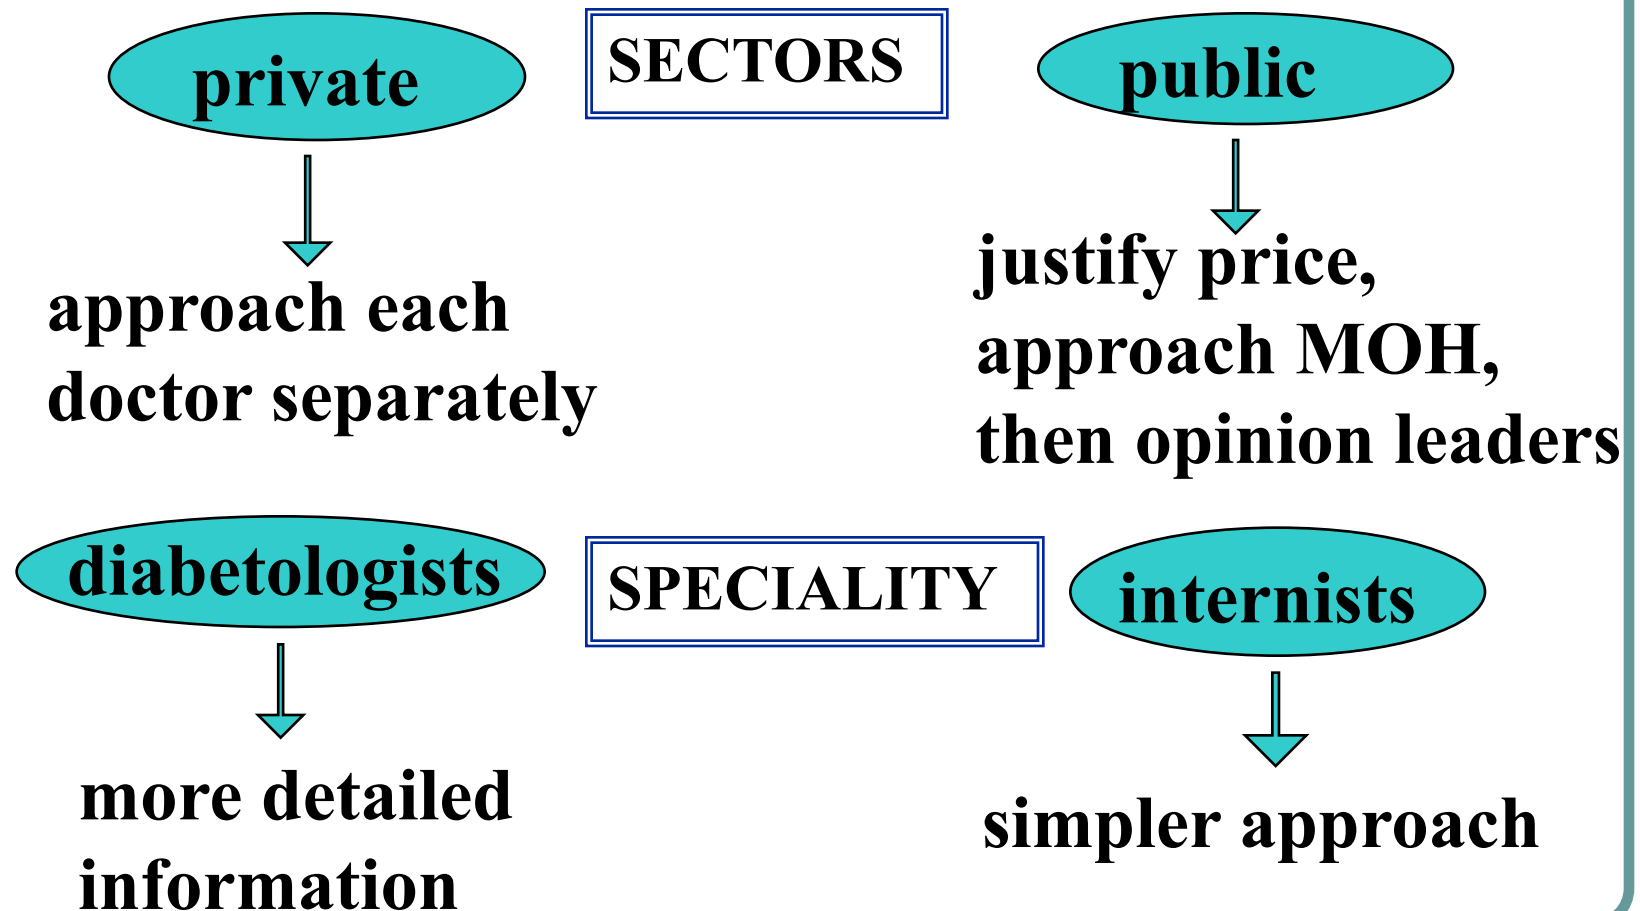 private
SECTORS
public
approach each
doctor separately
justify price,
approach MOH,
then opinion leaders
diabetologists
SPECIALITY
internists
more detailed
information
simpler approach